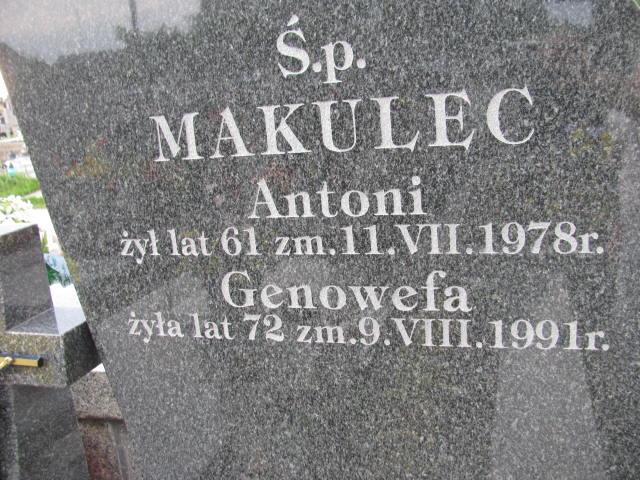 Ś.p.
MAKULEC
Antoni
żył lat 61 zm.11.VII.1978r.
Genowefa
żyła lat 72 zm.9.VIII.1991r.